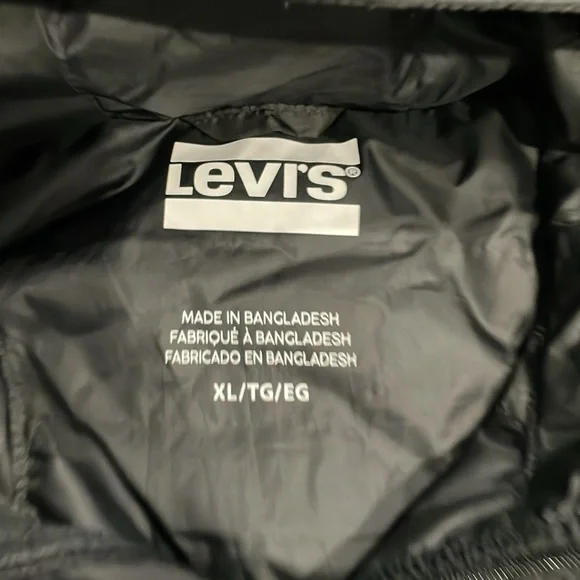 Levi's®
MADE IN BANGLADESH
FABRIQUÉ À BANGLADESH
FABRICADO EN BANGLADESH
XL/TG/EG